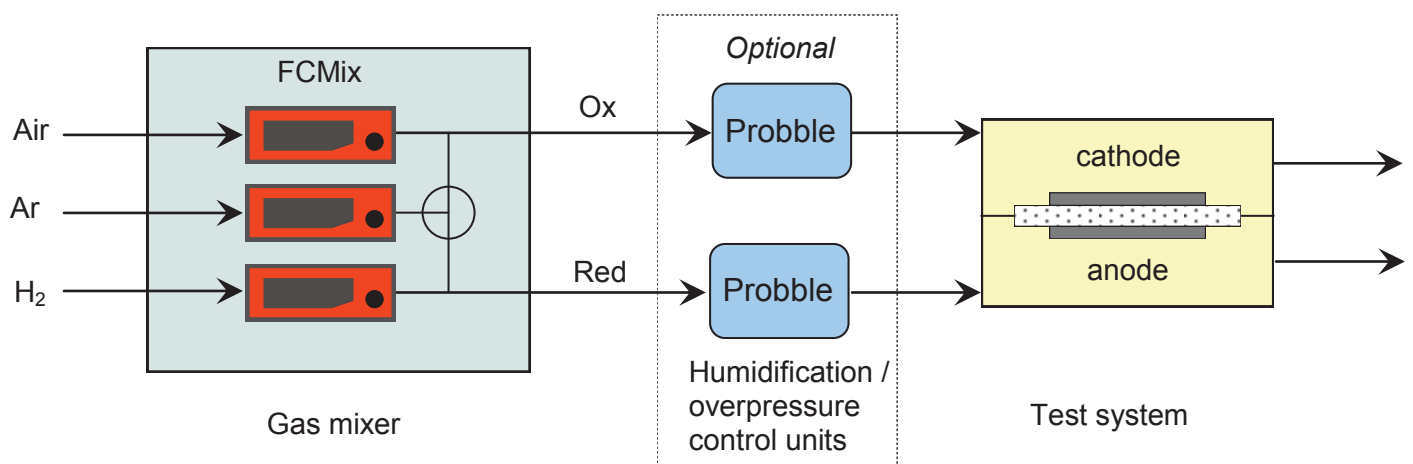 FCMix
Air
Ar
H₂
Gas mixer
Ox
Red
Optional
Probble
Probble
Humidification /
overpressure
control units
cathode
anode
Test system